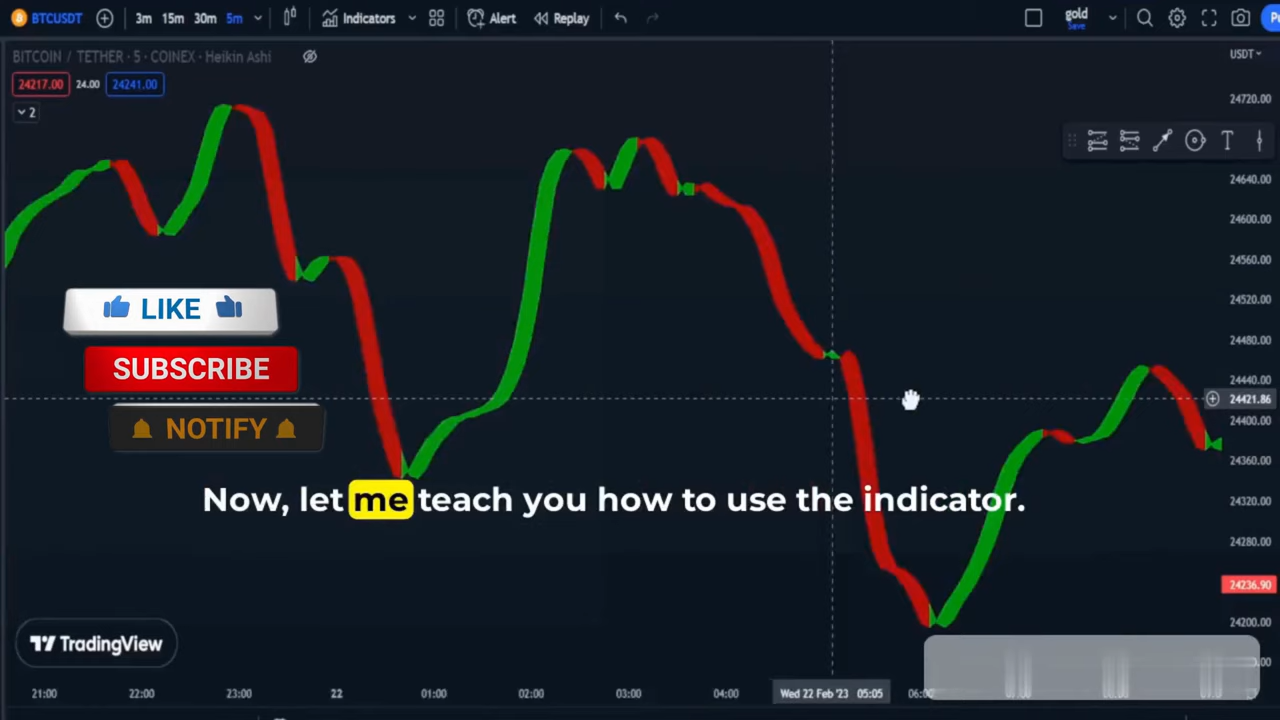 BTCUSDT 3m 15m 30m 5m Indicators Alert Replay gold
Save
BITCOIN / TETHER · 5 · COINEX · Heikin Ashi
USDT
24217.00 24.00 24241.00
2
24720.00
T
24640.00
24600.00
24560.00
24520.00
24480.00
24440.00
24421.86
24400.00
24360.00
24320.00
24280.00
24236.90
24200.00
LIKE
SUBSCRIBE
NOTIFY
Now, let me teach you how to use the indicator.
TradingView
21:00 22:00 23:00 22 01:00 02:00 03:00 04:00 Wed 22 Feb '23 05:05